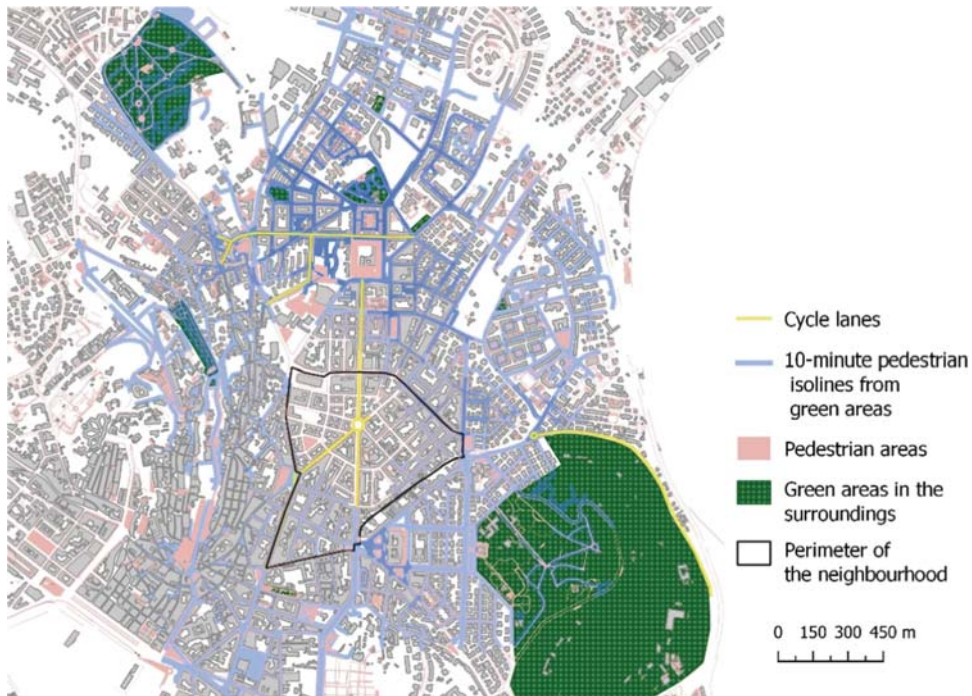 Cycle lanes
10-minute pedestrian
isolines from
green areas
Pedestrian areas
Green areas in the
surroundings
Perimeter of
the neighbourhood
0 150 300 450 m